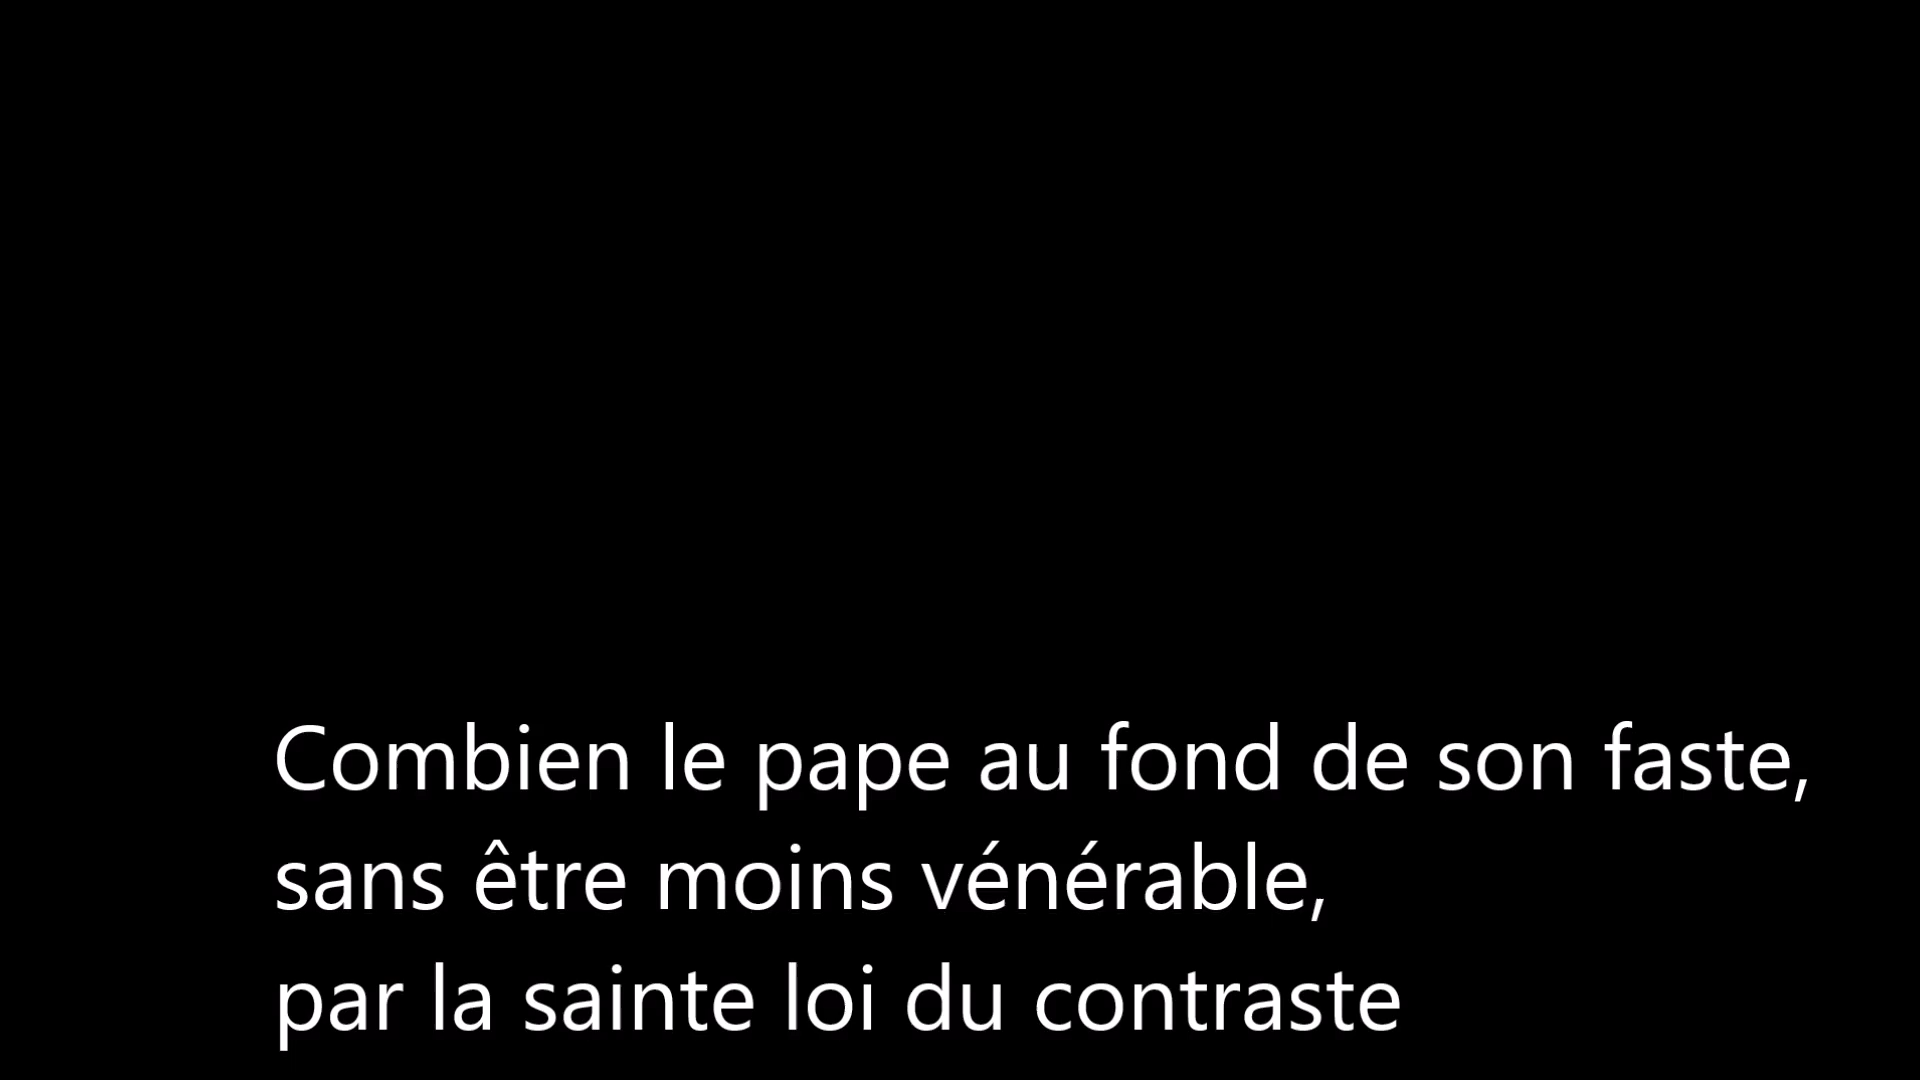 Combien le pape au fond de son faste,
sans être moins vénérable,
par la sainte loi du contraste